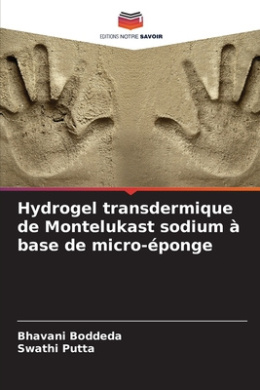 EDITIONS NOTRE SAVOIR
Hydrogel transdermique
de Montelukast sodium à
base de micro-éponge
Bhavani Boddeda
Swathi Putta